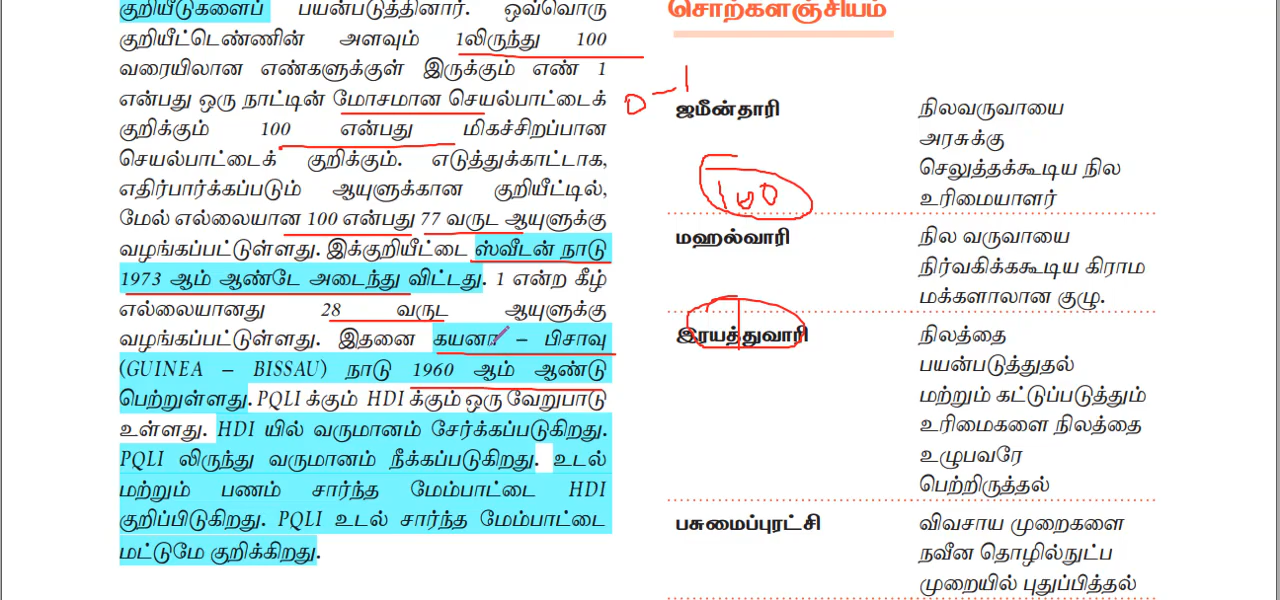 குறியீடுகளைப் பயன்படுத்தினார். ஒவ்வொரு
குறியீட்டெண்ணின் அளவும் 1லிருந்து 100
வரையிலான எண்களுக்குள் இருக்கும் எண் 1
என்பது ஒரு நாட்டின் மோசமான செயல்பாட்டைக்
குறிக்கும் 100 என்பது மிகச்சிறப்பான
செயல்பாட்டைக் குறிக்கும். எடுத்துக்காட்டாக,
எதிர்பார்க்கப்படும் ஆயுளுக்கான குறியீட்டில்,
மேல் எல்லையான 100 என்பது 77 வருட ஆயுளுக்கு
வழங்கப்பட்டுள்ளது. இக்குறியீட்டை ஸ்வீடன் நாடு
1973 ஆம் ஆண்டே அடைந்து விட்டது. 1 என்ற கீழ்
எல்லையானது 28 வருட ஆயுளுக்கு
வழங்கப்பட்டுள்ளது. இதனை கயனா – பிசாவு
(GUINEA – BISSAU) நாடு 1960 ஆம் ஆண்டு
பெற்றுள்ளது. PQLI க்கும் HDI க்கும் ஒரு வேறுபாடு
உள்ளது. HDI யில் வருமானம் சேர்க்கப்படுகிறது.
PQLI லிருந்து வருமானம் நீக்கப்படுகிறது. உடல்
மற்றும் பணம் சார்ந்த மேம்பாட்டை HDI
குறிப்பிடுகிறது. PQLI உடல் சார்ந்த மேம்பாட்டை
மட்டுமே குறிக்கிறது.
சொற்களஞ்சியம்
0 – 1
ஜமீன்தாரி நிலவருவாயை
அரசுக்கு
செலுத்தக்கூடிய நில
உரிமையாளர்
100
மஹல்வாரி நில வருவாயை
நிர்வகிக்ககூடிய கிராம
மக்களாலான குழு.
இரயத்துவாரி நிலத்தை
பயன்படுத்துதல்
மற்றும் கட்டுப்படுத்தும்
உரிமைகளை நிலத்தை
உழுபவரே
பெற்றிருத்தல்
பசுமைப்புரட்சி விவசாய முறைகளை
நவீன தொழில்நுட்ப
முறையில் புதுப்பித்தல்